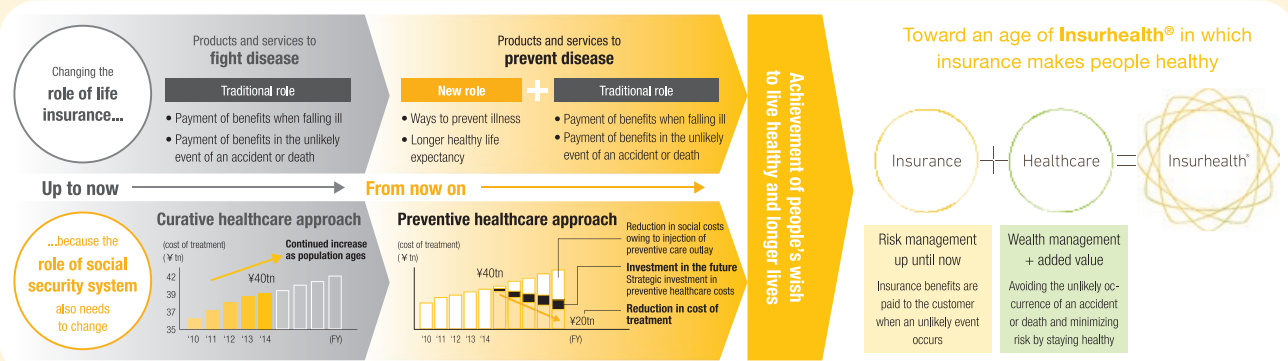 Changing the
role of life
insurance...
Products and services to
fight disease
Traditional role
• Payment of benefits when falling ill
• Payment of benefits in the unlikely
event of an accident or death
Products and services to
prevent disease
New role
+
Traditional role
• Ways to prevent illness
• Longer healthy life
expectancy
• Payment of benefits when falling ill
• Payment of benefits in the unlikely
event of an accident or death
Up to now
From now on
...because the
role of social
security system
also needs
to change
Curative healthcare approach
(cost of treatment)
(¥ tn)
Continued increase
as population ages
¥40tn
42
39
37
35
'10 '11 '12 '13 '14
(FY)
Preventive healthcare approach
(cost of treatment)
(¥ tn)
¥40tn
'10 '11 '12 '13 '14
(FY)
Reduction in social costs
owing to injection of
preventive care outlay
Investment in the future
Strategic investment in
preventive healthcare costs
Reduction in cost of
treatment
¥20tn
Achievement of people's wish
to live healthy and longer lives
Toward an age of Insurhealth® in which
insurance makes people healthy
Insurance + Healthcare = Insurhealth®
Risk management
up until now
Insurance benefits are
paid to the customer
when an unlikely event
occurs
Wealth management
+ added value
Avoiding the unlikely oc-
currence of an accident
or death and minimizing
risk by staying healthy